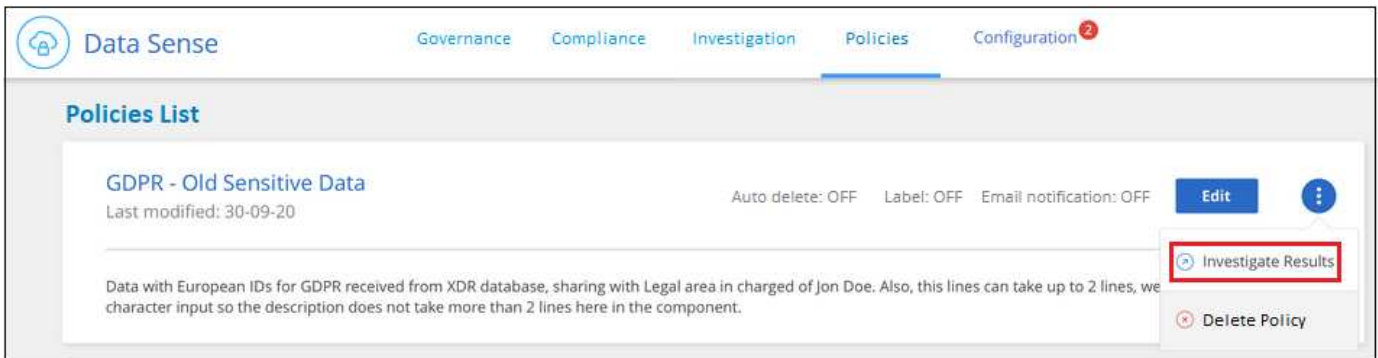 Data Sense Governance Compliance Investigation Policies Configuration 2
Policies List
GDPR - Old Sensitive Data
Last modified: 30-09-20
Auto delete: OFF Label: OFF Email notification: OFF Edit
Investigate Results
Data with European IDs for GDPR received from XDR database, sharing with Legal area in charged of Jon Doe. Also, this lines can take up to 2 lines, we
character input so the description does not take more than 2 lines here in the component.
Delete Policy